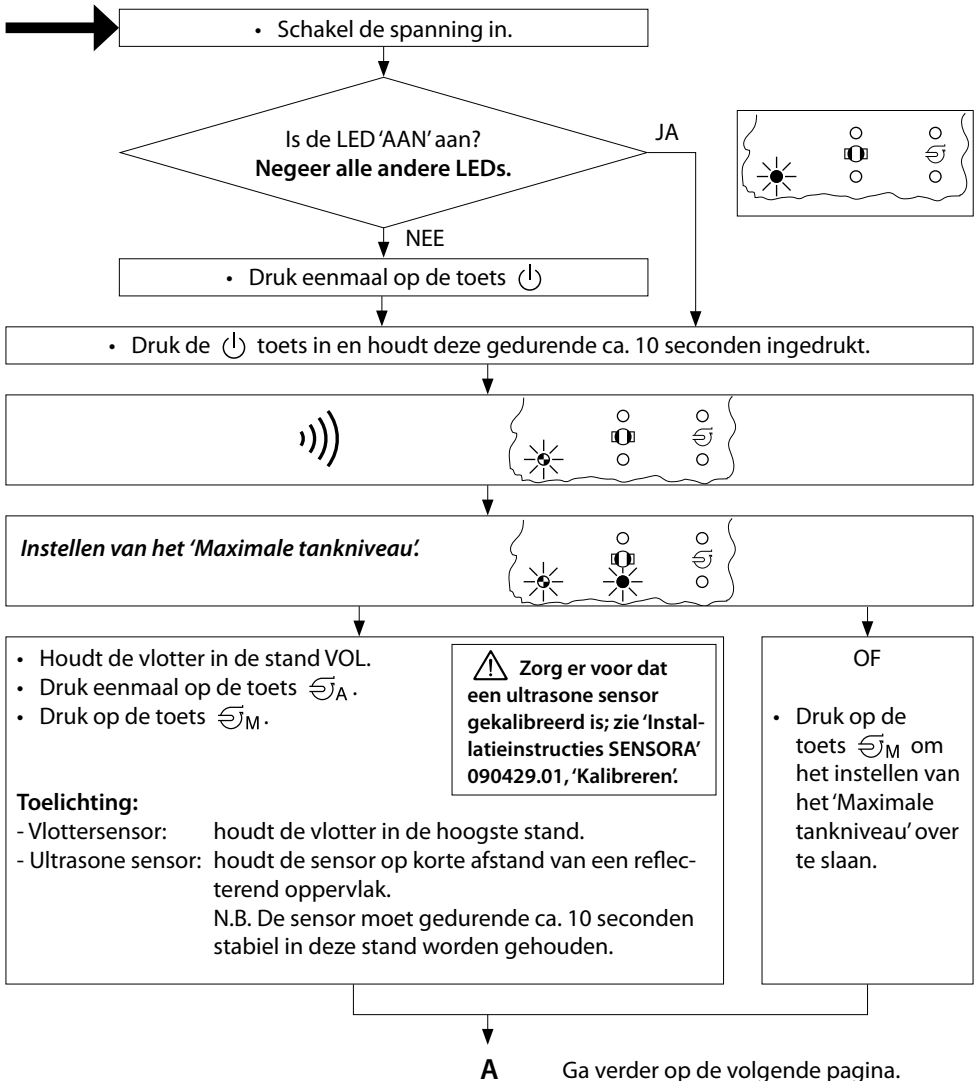 • Schakel de spanning in.
Is de LED ‘AAN’ aan?
Negeer alle andere LEDs.
JA
NEE
• Druk eenmaal op de toets
• Druk de toets in en houdt deze gedurende ca. 10 seconden ingedrukt.
Instellen van het ‘Maximale tankniveau’.
• Houdt de vlotter in de stand VOL.
• Druk eenmaal op de toets A.
• Druk op de toets M.
Zorg er voor dat
een ultrasone sensor
gekalibreerd is; zie ‘Instal-
latieinstructies SENSORA’
090429.01, ‘Kalibreren’.
Toelichting:
- Vlottersensor: houdt de vlotter in de hoogste stand.
- Ultrasone sensor: houdt de sensor op korte afstand van een reflec-
terend oppervlak.
N.B. De sensor moet gedurende ca. 10 seconden
stabiel in deze stand worden gehouden.
OF
• Druk op de
toets M om
het instellen van
het ‘Maximale
tankniveau’ over
te slaan.
A
Ga verder op de volgende pagina.